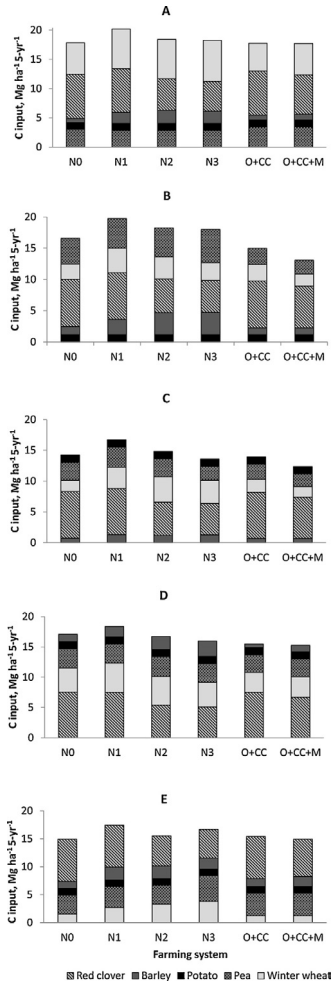 A
C input, Mg ha⁻¹ 5-yr⁻¹
20
15
10
5
0
N0 N1 N2 N3 O+CC O+CC+M
B
C input, Mg ha⁻¹ 5-yr⁻¹
20
15
10
5
0
N0 N1 N2 N3 O+CC O+CC+M
C
C input, Mg ha⁻¹ 5-yr⁻¹
20
15
10
5
0
N0 N1 N2 N3 O+CC O+CC+M
D
C input, Mg ha⁻¹ 5-yr⁻¹
20
15
10
5
0
N0 N1 N2 N3 O+CC O+CC+M
E
C input, Mg ha⁻¹ 5-yr⁻¹
20
15
10
5
0
N0 N1 N2 N3 O+CC O+CC+M
Farming system
Red clover Barley Potato Pea Winter wheat